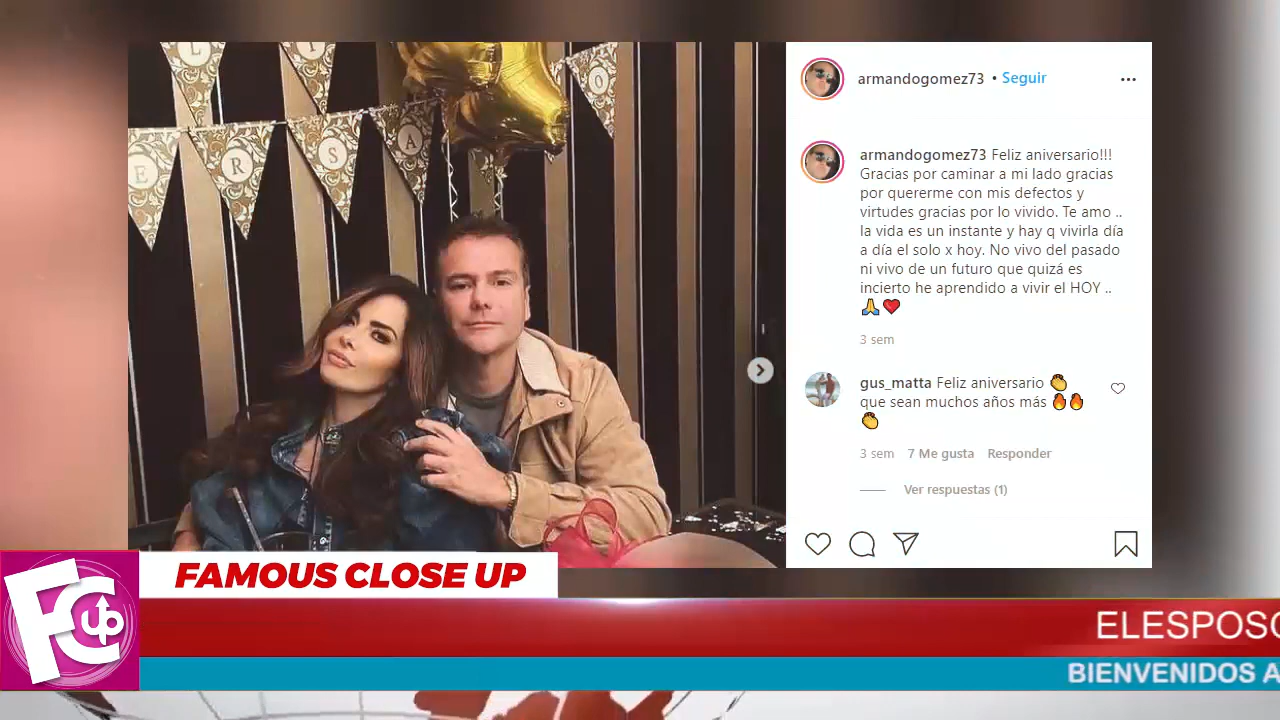 L I
O
E R S A
armandogomez73 • Seguir
armandogomez73 Feliz aniversario!!!
Gracias por caminar a mi lado gracias
por quererme con mis defectos y
virtudes gracias por lo vivido. Te amo ..
la vida es un instante y hay q vivirla día
a día el solo x hoy. No vivo del pasado
ni vivo de un futuro que quizá es
incierto he aprendido a vivir el HOY ..
🙏❤️
3 sem
gus_matta Feliz aniversario 👏
que sean muchos años más 🔥🔥
👏
3 sem 7 Me gusta Responder
Ver respuestas (1)
FAMOUS CLOSE UP
FC up
ELESPOSO
BIENVENIDOS A